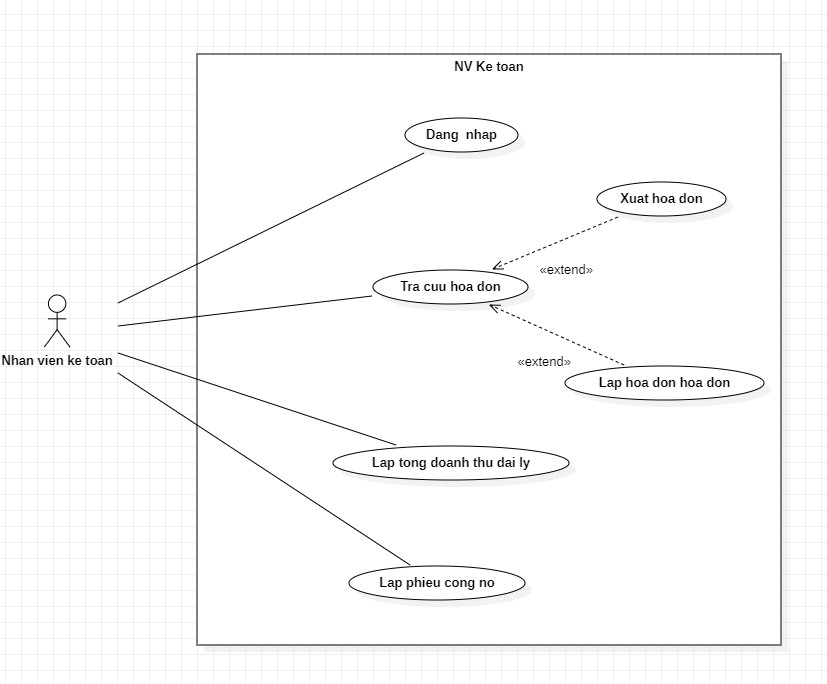 NV Ke toan
Dang nhap
Xuat hoa don
«extend»
Tra cuu hoa don
Nhan vien ke toan
«extend»
Lap hoa don hoa don
Lap tong doanh thu dai ly
Lap phieu cong no